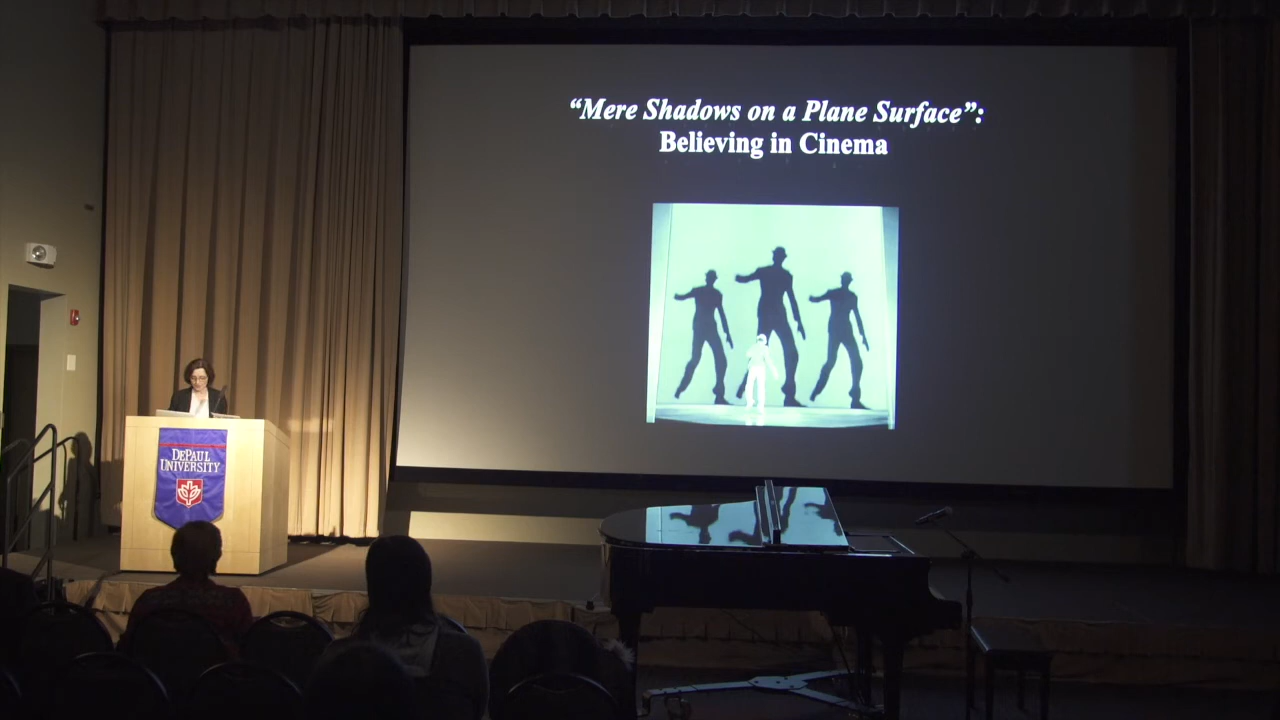 “Mere Shadows on a Plane Surface”:
Believing in Cinema
DEPAUL
UNIVERSITY